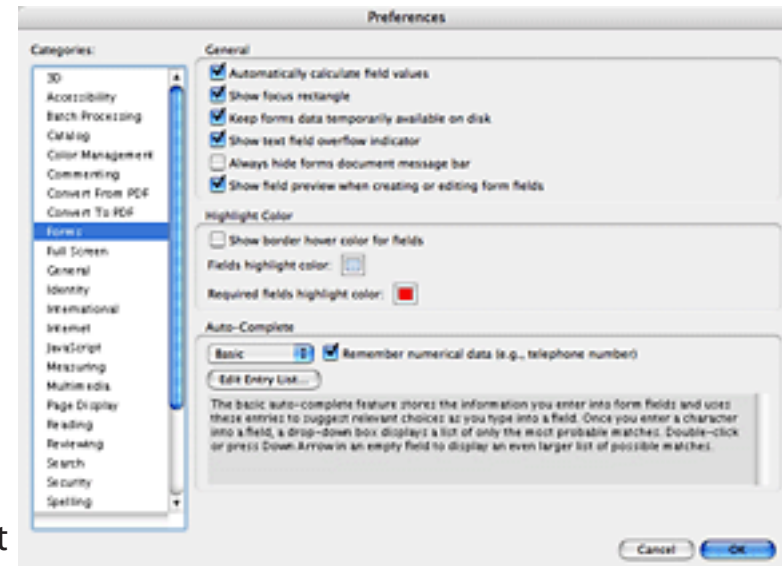 Preferences
Categories:
3D
Accessibility
Batch Processing
Catalog
Color Management
Commenting
Convert From PDF
Convert To PDF
Forms
Full Screen
General
Identity
International
Internet
JavaScript
Measuring
Multimedia
Page Display
Reading
Reviewing
Search
Security
Spelling
General
Automatically calculate field values
Show focus rectangle
Keep forms data temporarily available on disk
Show text field overflow indicator
Always hide forms document message bar
Show field preview when creating or editing form fields
Highlight Color
Show border hover color for fields
Fields highlight color:
Required fields highlight color:
Auto-Complete
Basic
Remember numerical data (e.g., telephone number)
Edit Entry List...
The basic auto-complete feature stores the information you enter into form fields and uses
these entries to suggest relevant choices as you type into a field. Once you enter a character
into a field, a drop-down box displays a list of only the most probable matches. Double-click
or press Down Arrow in an empty field to display an even larger list of possible matches.
t
Cancel
OK